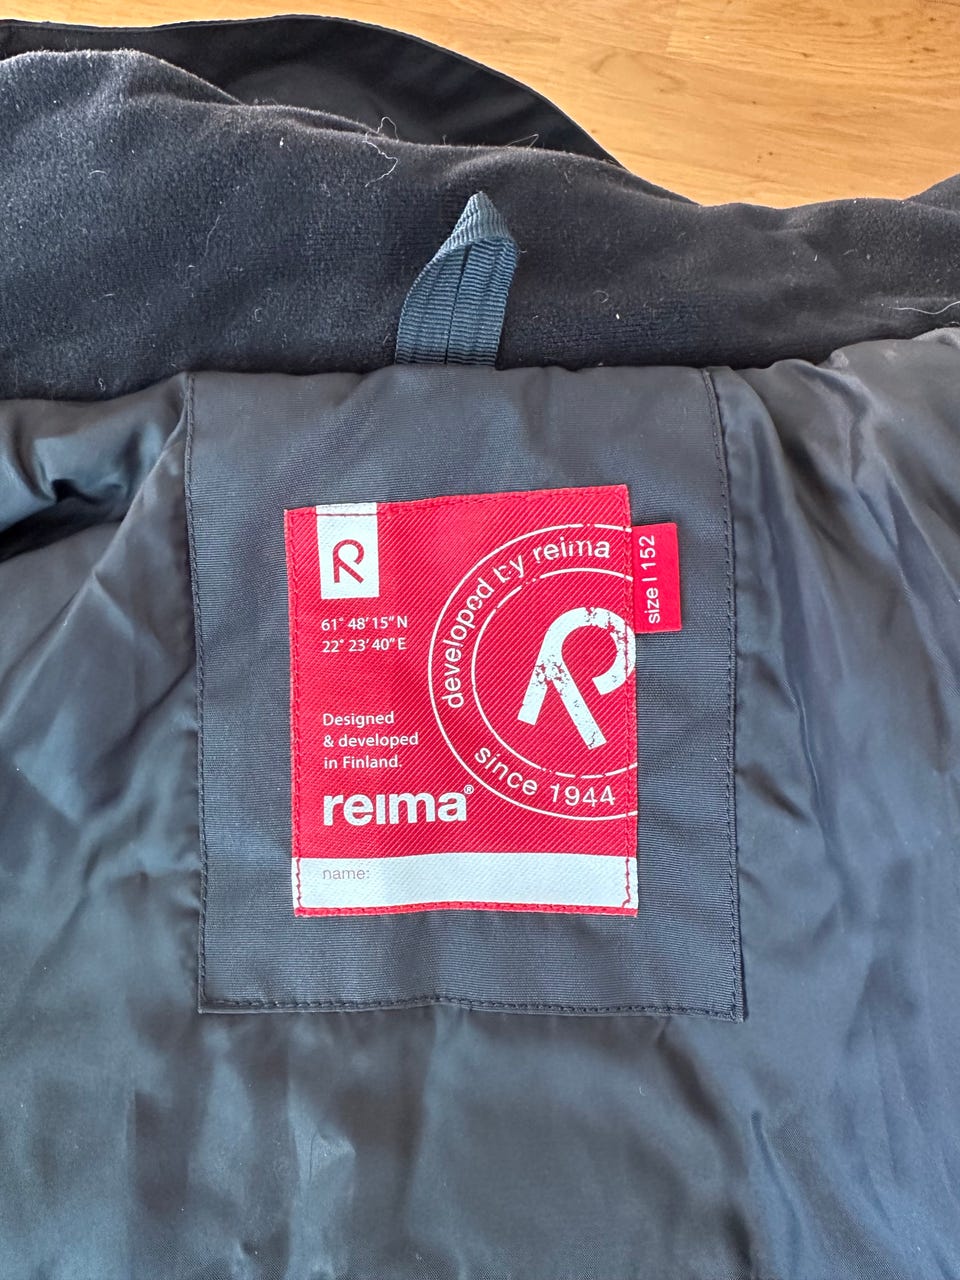 R
61° 48' 15" N
22° 23' 40" E
Designed
& developed
in Finland.
reima®
name:
developed by reima
R
since 1944
size | 152